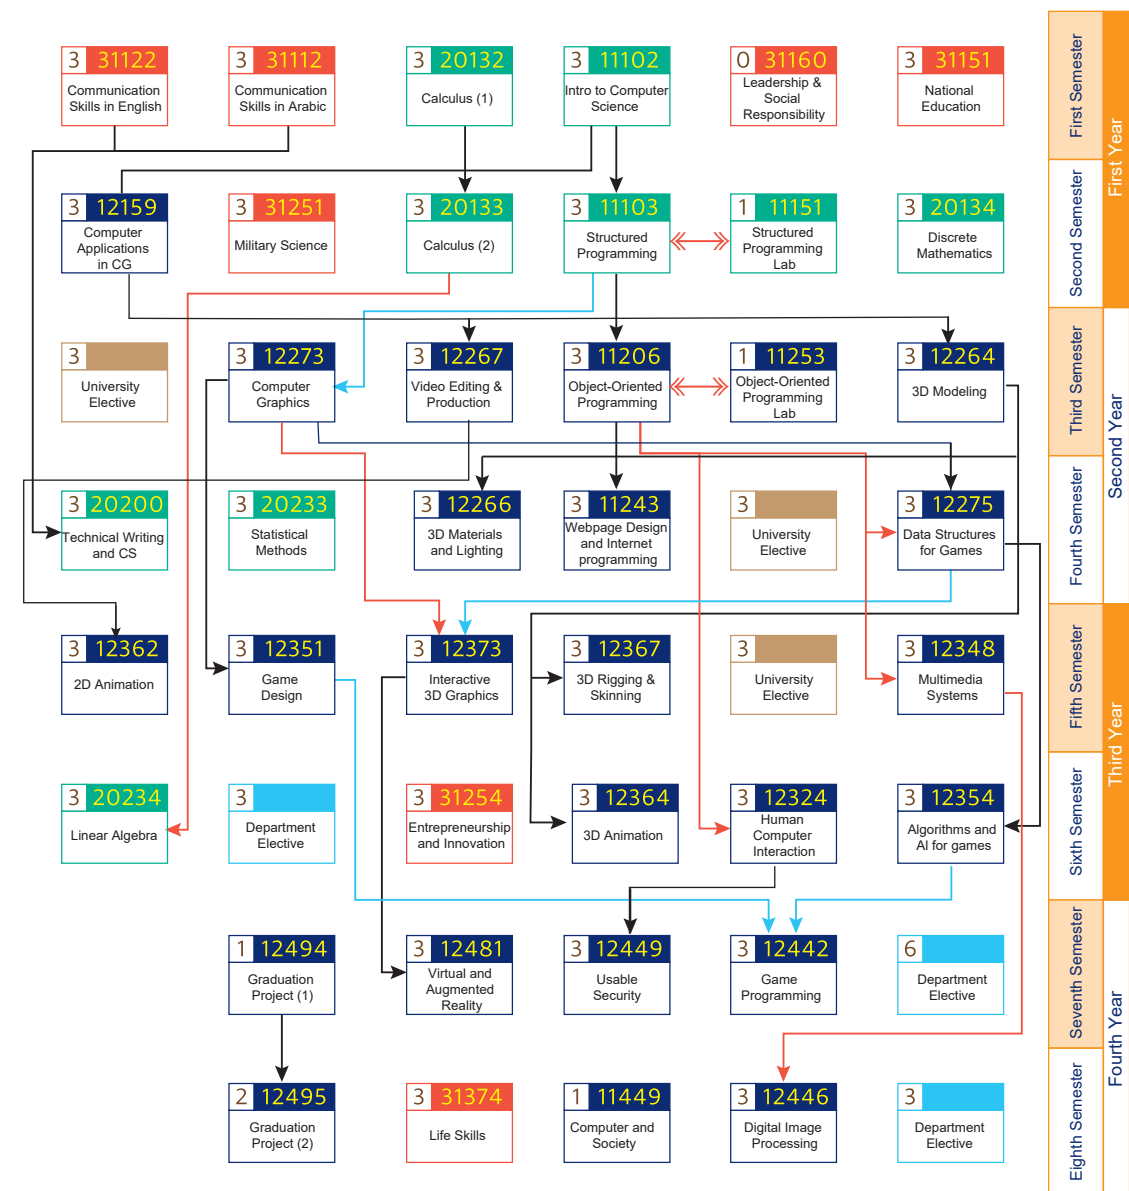 3 31122
Communication
Skills in English
3 31112
Communication
Skills in Arabic
3 20132
Calculus (1)
3 11102
Intro to Computer
Science
0 31160
Leadership &
Social
Responsibility
3 31151
National
Education
First Semester
First Year
3 12159
Computer
Applications
in CG
3 31251
Military Science
3 20133
Calculus (2)
3 11103
Structured
Programming
1 11151
Structured
Programming
Lab
3 20134
Discrete
Mathematics
Second Semester
3
University
Elective
3 12273
Computer
Graphics
3 12267
Video Editing &
Production
3 11206
Object-Oriented
Programming
1 11253
Object-Oriented
Programming
Lab
3 12264
3D Modeling
Third Semester
Second Year
3 20200
Technical Writing
and CS
3 20233
Statistical
Methods
3 12266
3D Materials
and Lighting
3 11243
Webpage Design
and Internet
programming
3
University
Elective
3 12275
Data Structures
for Games
Fourth Semester
3 12362
2D Animation
3 12351
Game
Design
3 12373
Interactive
3D Graphics
3 12367
3D Rigging &
Skinning
3
University
Elective
3 12348
Multimedia
Systems
Fifth Semester
Third Year
3 20234
Linear Algebra
3
Department
Elective
3 31254
Entrepreneurship
and Innovation
3 12364
3D Animation
3 12324
Human
Computer
Interaction
3 12354
Algorithms and
AI for games
Sixth Semester
1 12494
Graduation
Project (1)
3 12481
Virtual and
Augmented
Reality
3 12449
Usable
Security
3 12442
Game
Programming
6
Department
Elective
Seventh Semester
Fourth Year
2 12495
Graduation
Project (2)
3 31374
Life Skills
1 11449
Computer and
Society
3 12446
Digital Image
Processing
3
Department
Elective
Eighth Semester